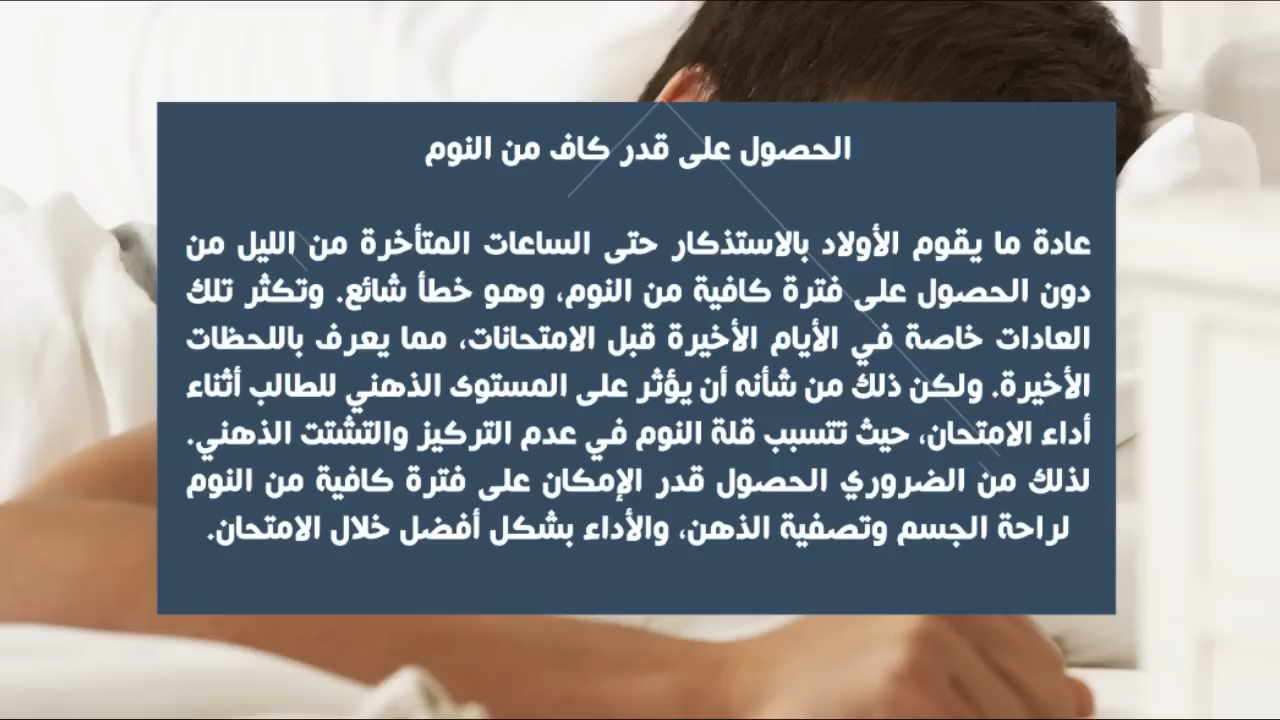 الحصول على قدر كاف من النوم
عادة ما يقوم الأولاد بالاستذكار حتى الساعات المتأخرة من الليل من
دون الحصول على فترة كافية من النوم، وهو خطأ شائع. وتكثر تلك
العادات خاصة في الأيام الأخيرة قبل الامتحانات، مما يعرف باللحظات
الأخيرة. ولكن ذلك من شأنه أن يؤثر على المستوى الذهني للطالب أثناء
أداء الامتحان، حيث تتسبب قلة النوم في عدم التركيز والتشتت الذهني.
لذلك من الضروري الحصول قدر الإمكان على فترة كافية من النوم
لراحة الجسم وتصفية الذهن، والأداء بشكل أفضل خلال الامتحان.